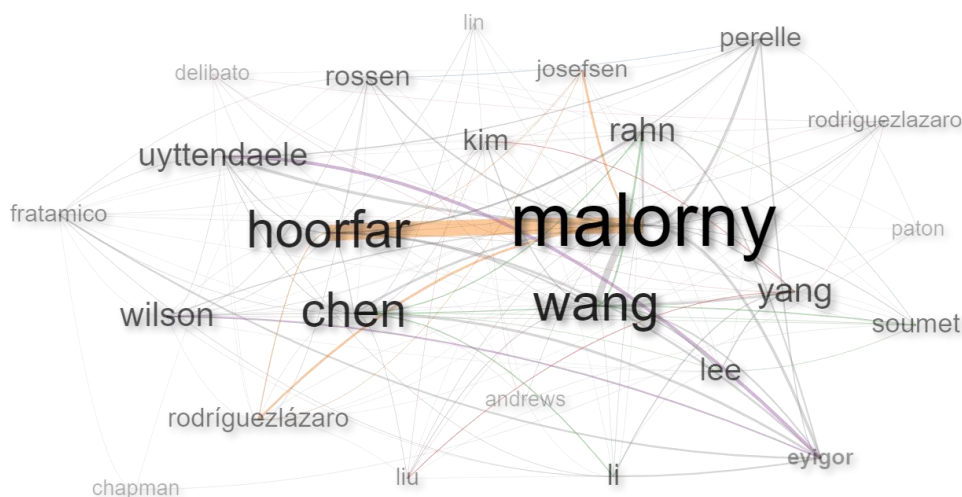 lin
perelle
delibato
rossen
josefsen
rodriguezlazaro
uyttendaele
kim
rahn
fratamico
hoorfar
malorny
paton
wilson
chen
wang
yang
soumet
lee
rodríguezlázaro
andrews
eyigor
chapman
liu
li